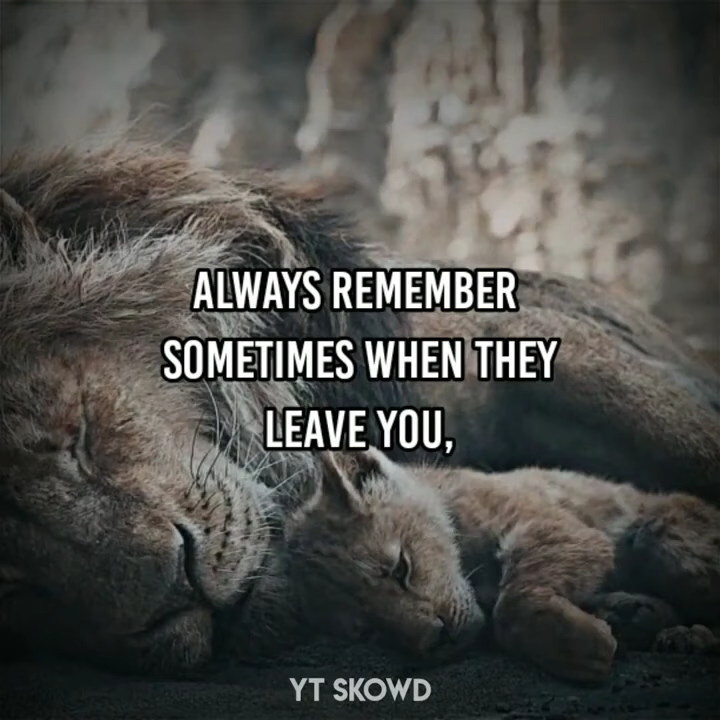 ALWAYS REMEMBER
SOMETIMES WHEN THEY
LEAVE YOU,
YT SKOWD